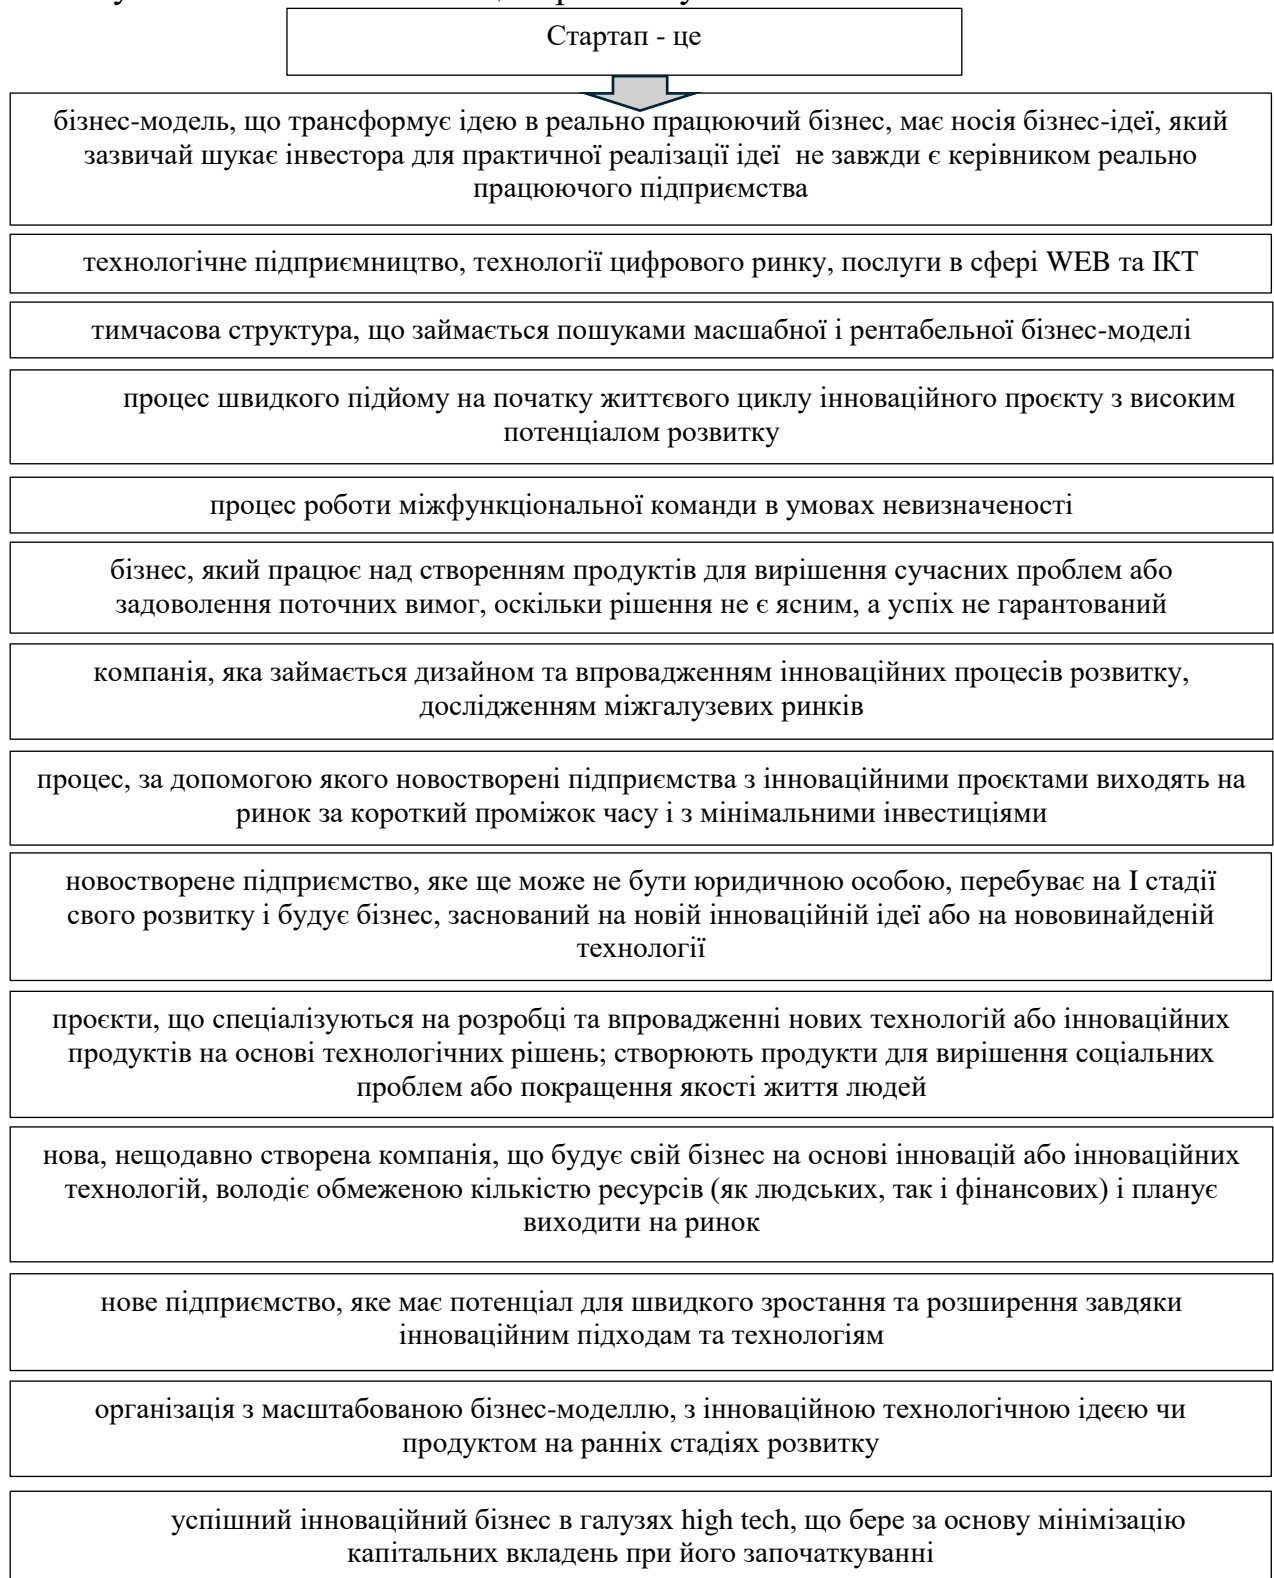 Стартап - це
бізнес-модель, що трансформує ідею в реально працюючий бізнес, має носія бізнес-ідеї, який
зазвичай шукає інвестора для практичної реалізації ідеї  не завжди є керівником реально
працюючого підприємства
технологічне підприємництво, технології цифрового ринку, послуги в сфері WEB та ІКТ
тимчасова структура, що займається пошуками масшабної і рентабельної бізнес-моделі
процес швидкого підйому на початку життєвого циклу інноваційного проєкту з високим
потенціалом розвитку
процес роботи міжфункціональної команди в умовах невизначеності
бізнес, який працює над створенням продуктів для вирішення сучасних проблем або
задоволення поточних вимог, оскільки рішення не є ясним, а успіх не гарантований
компанія, яка займається дизайном та впровадженням інноваційних процесів розвитку,
дослідженням міжгалузевих ринків
процес, за допомогою якого новостворені підприємства з інноваційними проєктами виходять на
ринок за короткий проміжок часу і з мінімальними інвестиціями
новостворене підприємство, яке ще може не бути юридичною особою, перебуває на І стадії
свого розвитку і будує бізнес, заснований на новій інноваційній ідеї або на нововинайденій
технології
проєкти, що спеціалізуються на розробці та впровадженні нових технологій або інноваційних
продуктів на основі технологічних рішень; створюють продукти для вирішення соціальних
проблем або покращення якості життя людей
нова, нещодавно створена компанія, що будує свій бізнес на основі інновацій або інноваційних
технологій, володіє обмеженою кількістю ресурсів (як людських, так і фінансових) і планує
виходити на ринок
нове підприємство, яке має потенціал для швидкого зростання та розширення завдяки
інноваційним підходам та технологіям
організація з масштабованою бізнес-моделлю, з інноваційною технологічною ідеєю чи
продуктом на ранніх стадіях розвитку
успішний інноваційний бізнес в галузях high tech, що бере за основу мінімізацію
капітальних вкладень при його започаткуванні